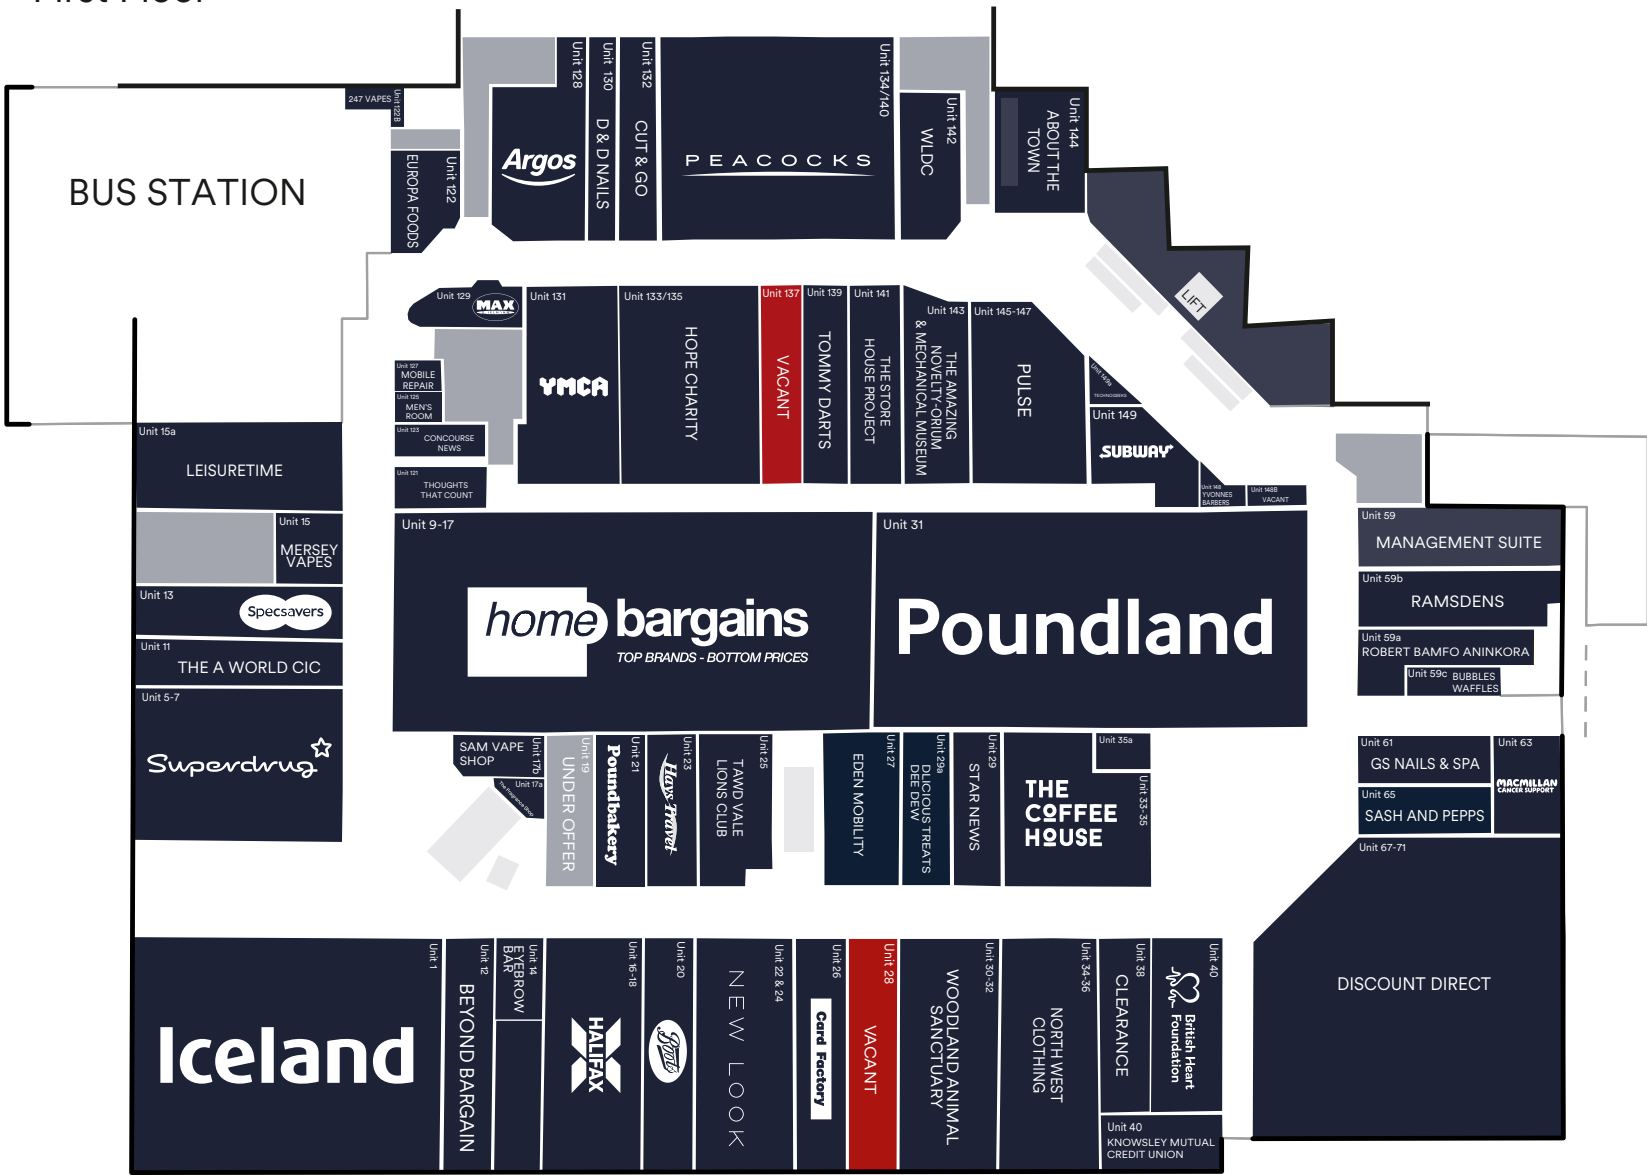 First Floor
BUS STATION
247 VAPES
Unit 122B
Unit 122
EUROPA FOODS
Unit 128
Argos
Unit 130
D & D NAILS
Unit 132
CUT & GO
Unit 134/140
PEACOCKS
Unit 142
WLDC
Unit 144
ABOUT THE
TOWN
LIFT
Unit 129
MAX
Unit 131
YMCA
Unit 133/135
HOPE CHARITY
Unit 137
VACANT
Unit 139
TOMMY DARTS
Unit 141
THE STORE
HOUSE PROJECT
Unit 143
THE AMAZING
NOVELTY-ORIUM
& MECHANICAL MUSEUM
Unit 145-147
PULSE
Unit 149a
TECHNOGEEKS
Unit 149
SUBWAY
Unit 148
YVONNES
BARBERS
Unit 148B
VACANT
Unit 127
MOBILE
REPAIR
Unit 125
MEN'S
ROOM
Unit 123
CONCOURSE
NEWS
Unit 121
THOUGHTS
THAT COUNT
Unit 15a
LEISURETIME
Unit 15
MERSEY
VAPES
Unit 13
Specsavers
Unit 11
THE A WORLD CIC
Unit 5-7
Superdrug
Unit 9-17
home bargains
TOP BRANDS - BOTTOM PRICES
Unit 31
Poundland
Unit 59
MANAGEMENT SUITE
Unit 59b
RAMSDENS
Unit 59a
ROBERT BAMFO ANINKORA
Unit 59c
BUBBLES
WAFFLES
Unit 61
GS NAILS & SPA
Unit 63
MACMILLAN
CANCER SUPPORT
Unit 65
SASH AND PEPPS
Unit 67-71
DISCOUNT DIRECT
SAM VAPE
SHOP
Unit 17b
Unit 17a
The Fragrance Shop
Unit 19
UNDER OFFER
Unit 21
Poundbakery
Unit 23
Hays Travel
Unit 25
TAWD VALE
LIONS CLUB
Unit 27
EDEN MOBILITY
Unit 29a
DLICIOUS TREATS
DEE DEW
Unit 29
STAR NEWS
Unit 35a
Unit 33-35
THE
COFFEE
HOUSE
Unit 1
Iceland
Unit 12
BEYOND BARGAIN
Unit 14
EYEBROW
BAR
Unit 16-18
HALIFAX
Unit 20
Boots
Unit 22 & 24
NEW LOOK
Unit 26
Card Factory
Unit 28
VACANT
Unit 30-32
WOODLAND ANIMAL
SANCTUARY
Unit 34-36
NORTH WEST
CLOTHING
Unit 38
CLEARANCE
Unit 40
British Heart
Foundation
Unit 40
KNOWSLEY MUTUAL
CREDIT UNION